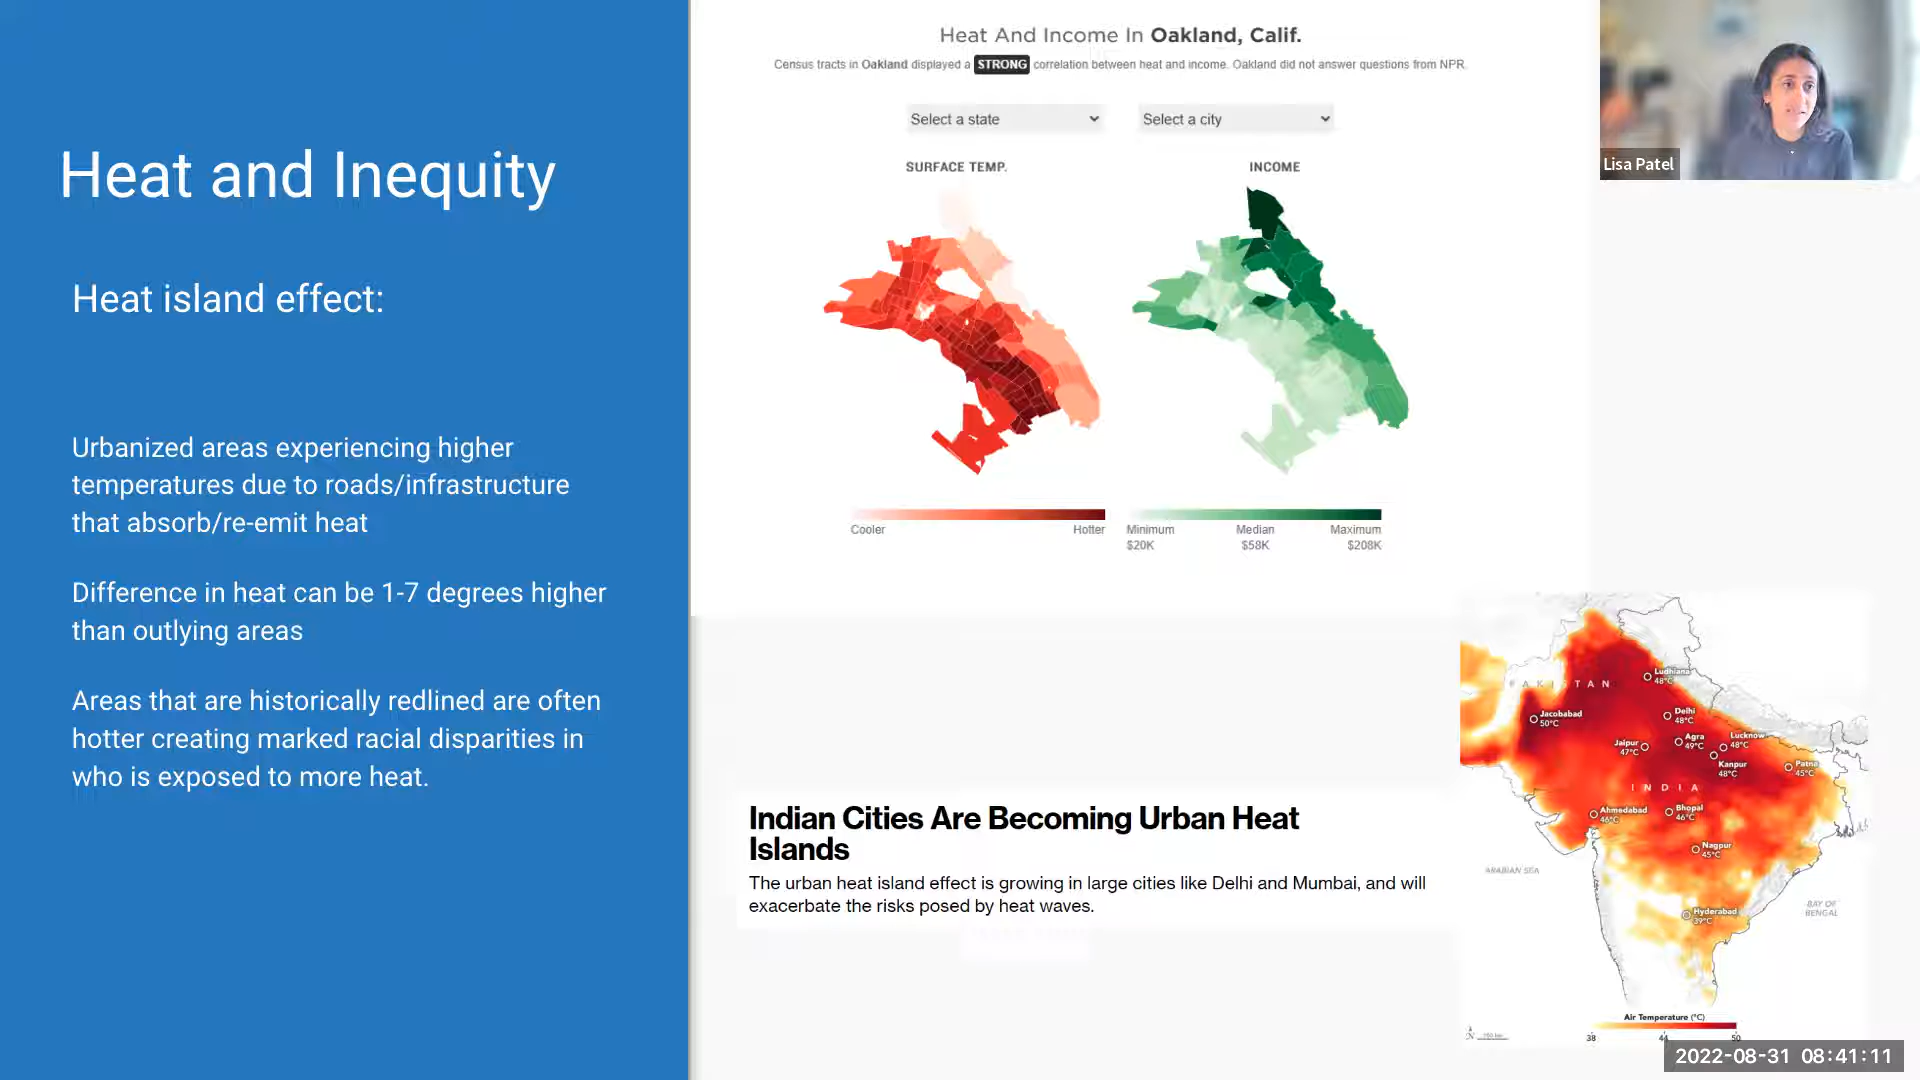 Heat and Inequity
Heat island effect:
Urbanized areas experiencing higher
temperatures due to roads/infrastructure
that absorb/re-emit heat
Difference in heat can be 1-7 degrees higher
than outlying areas
Areas that are historically redlined are often
hotter creating marked racial disparities in
who is exposed to more heat.
Heat And Income In Oakland, Calif.
Census tracts in Oakland displayed a STRONG correlation between heat and income. Oakland did not answer questions from NPR.
Select a state
Select a city
SURFACE TEMP.
INCOME
Cooler
Hotter
Minimum
$20K
Median
$58K
Maximum
$208K
Lisa Patel
Indian Cities Are Becoming Urban Heat
Islands
The urban heat island effect is growing in large cities like Delhi and Mumbai, and will
exacerbate the risks posed by heat waves.
PAKISTAN
Ludhiana
48°C
Jacobabad
50°C
Delhi
48°C
Jaipur
47°C
Agra
49°C
Lucknow
48°C
Kanpur
48°C
Patna
45°C
INDIA
Ahmedabad
46°C
Bhopal
46°C
Nagpur
45°C
ARABIAN SEA
Hyderabad
39°C
BAY OF
BENGAL
Air Temperature (°C)
38
44
50
N
2022-08-31 08:41:11